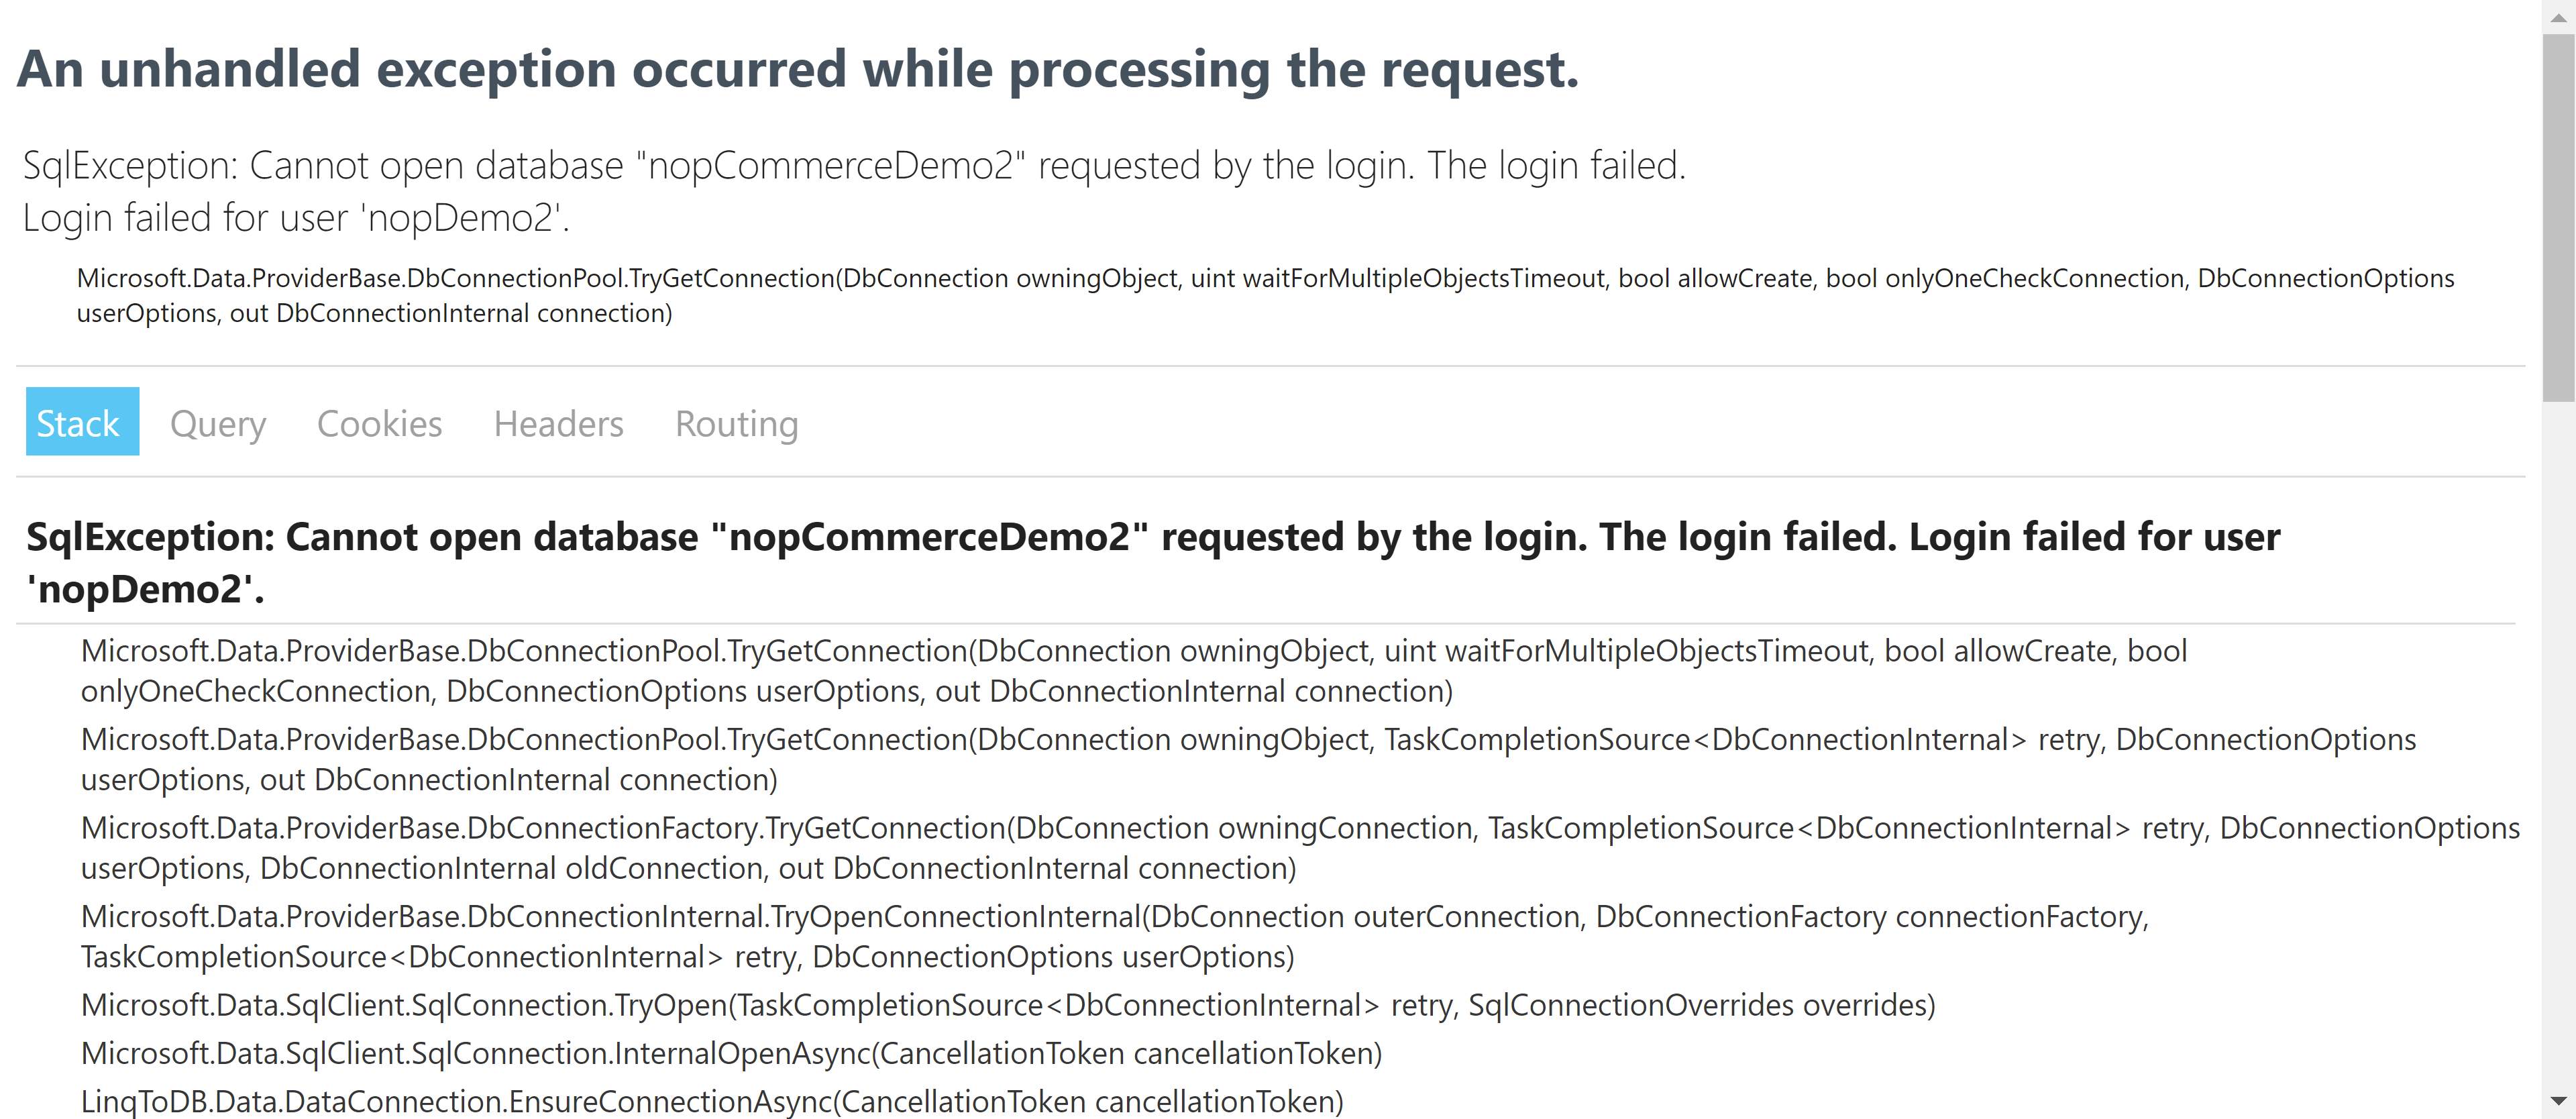 An unhandled exception occurred while processing the request.
SqlException: Cannot open database "nopCommerceDemo2" requested by the login. The login failed.
Login failed for user 'nopDemo2'.
Microsoft.Data.ProviderBase.DbConnectionPool.TryGetConnection(DbConnection owningObject, uint waitForMultipleObjectsTimeout, bool allowCreate, bool onlyOneCheckConnection, DbConnectionOptions
userOptions, out DbConnectionInternal connection)
Stack Query Cookies Headers Routing
SqlException: Cannot open database "nopCommerceDemo2" requested by the login. The login failed. Login failed for user
'nopDemo2'.
Microsoft.Data.ProviderBase.DbConnectionPool.TryGetConnection(DbConnection owningObject, uint waitForMultipleObjectsTimeout, bool allowCreate, bool
onlyOneCheckConnection, DbConnectionOptions userOptions, out DbConnectionInternal connection)
Microsoft.Data.ProviderBase.DbConnectionPool.TryGetConnection(DbConnection owningObject, TaskCompletionSource<DbConnectionInternal> retry, DbConnectionOptions
userOptions, out DbConnectionInternal connection)
Microsoft.Data.ProviderBase.DbConnectionFactory.TryGetConnection(DbConnection owningConnection, TaskCompletionSource<DbConnectionInternal> retry, DbConnectionOptions
userOptions, DbConnectionInternal oldConnection, out DbConnectionInternal connection)
Microsoft.Data.ProviderBase.DbConnectionInternal.TryOpenConnectionInternal(DbConnection outerConnection, DbConnectionFactory connectionFactory,
TaskCompletionSource<DbConnectionInternal> retry, DbConnectionOptions userOptions)
Microsoft.Data.SqlClient.SqlConnection.TryOpen(TaskCompletionSource<DbConnectionInternal> retry, SqlConnectionOverrides overrides)
Microsoft.Data.SqlClient.SqlConnection.InternalOpenAsync(CancellationToken cancellationToken)
LinqToDB.Data.DataConnection.EnsureConnectionAsync(CancellationToken cancellationToken)